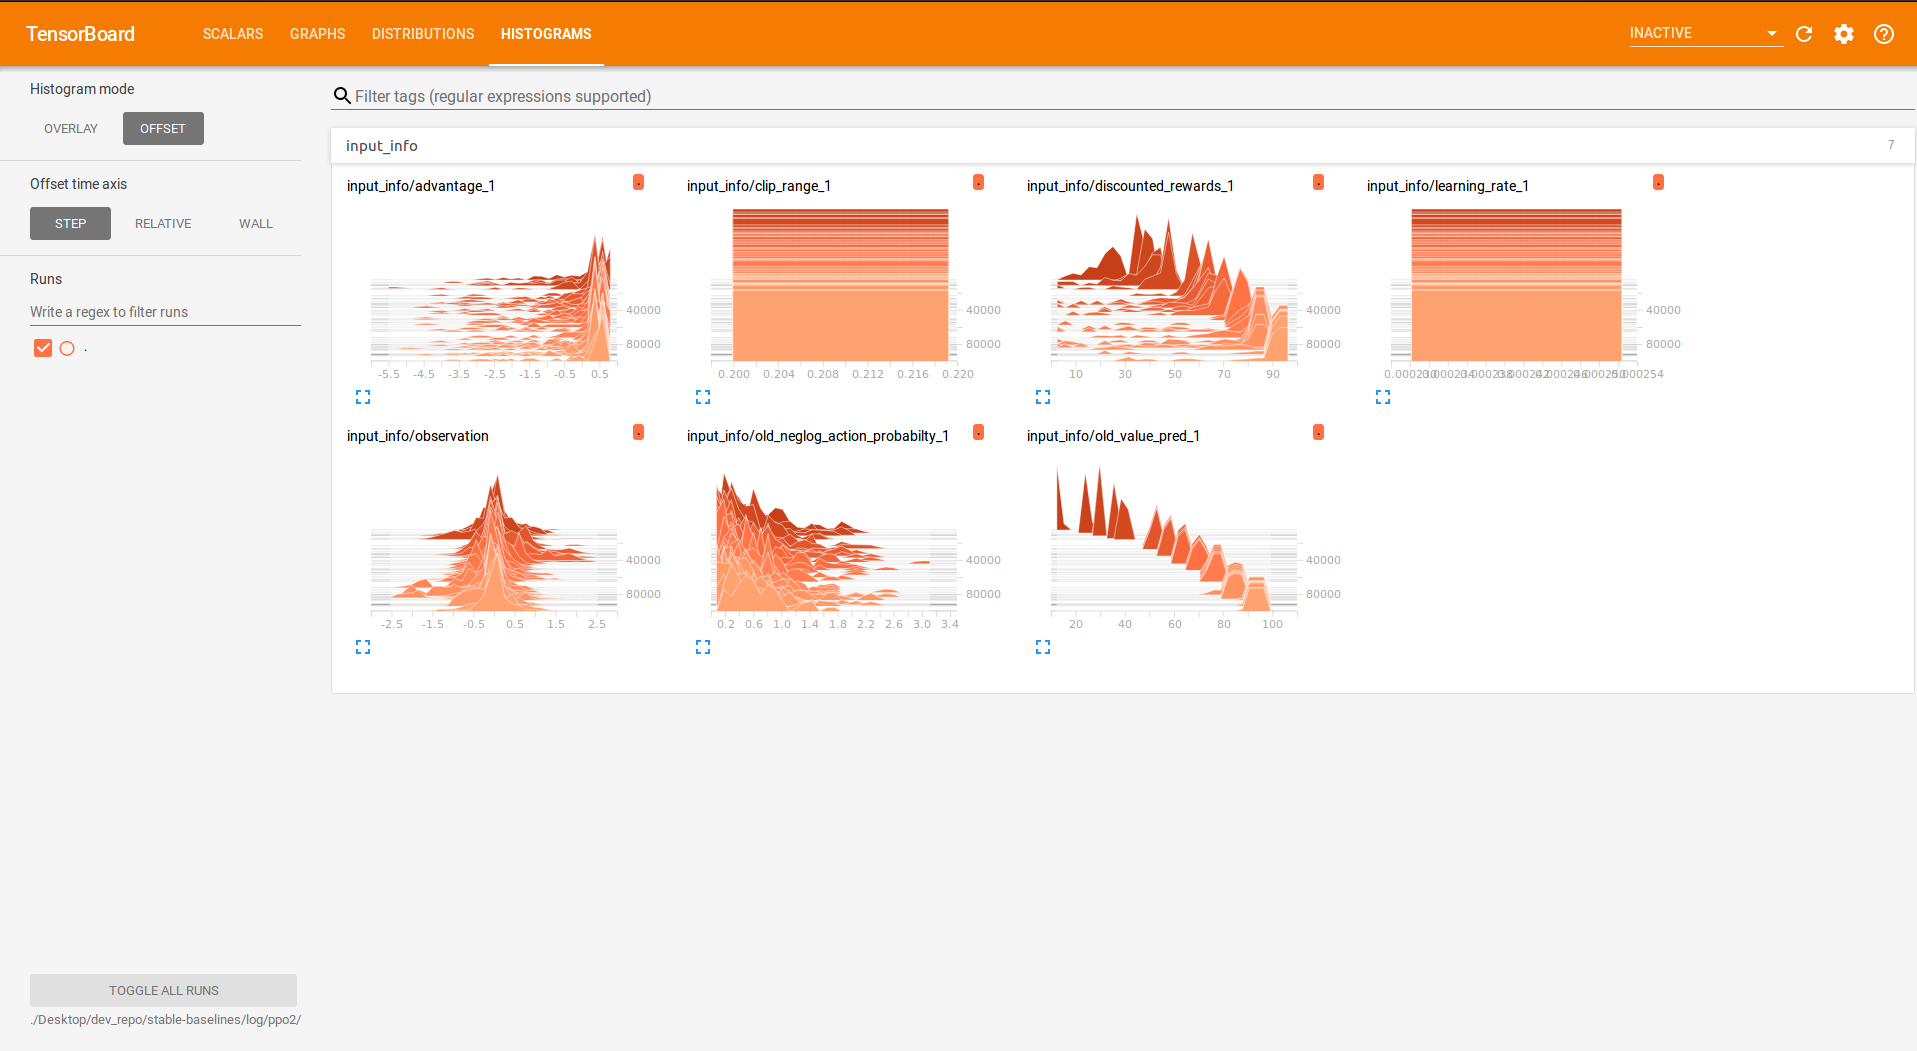 TensorBoard SCALARS GRAPHS DISTRIBUTIONS HISTOGRAMS INACTIVE
Histogram mode
OVERLAY OFFSET
Offset time axis
STEP RELATIVE WALL
Runs
Write a regex to filter runs
.
TOGGLE ALL RUNS
./Desktop/dev_repo/stable-baselines/log/ppo2/
Filter tags (regular expressions supported)
input_info 7
input_info/advantage_1 .
40000
80000
-5.5 -4.5 -3.5 -2.5 -1.5 -0.5 0.5
input_info/clip_range_1 .
40000
80000
0.200 0.204 0.208 0.212 0.216 0.220
input_info/discounted_rewards_1 .
40000
80000
10 30 50 70 90
input_info/learning_rate_1 .
40000
80000
input_info/observation .
40000
80000
-2.5 -1.5 -0.5 0.5 1.5 2.5
input_info/old_neglog_action_probabilty_1 .
40000
80000
0.2 0.6 1.0 1.4 1.8 2.2 2.6 3.0 3.4
input_info/old_value_pred_1 .
40000
80000
20 40 60 80 100